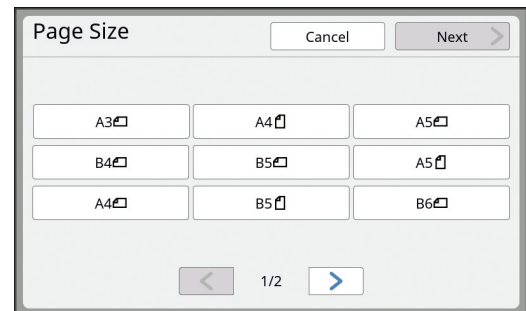 Page Size Cancel Next
A3 A4 A5
B4 B5 A5
A4 B5 B6
1/2